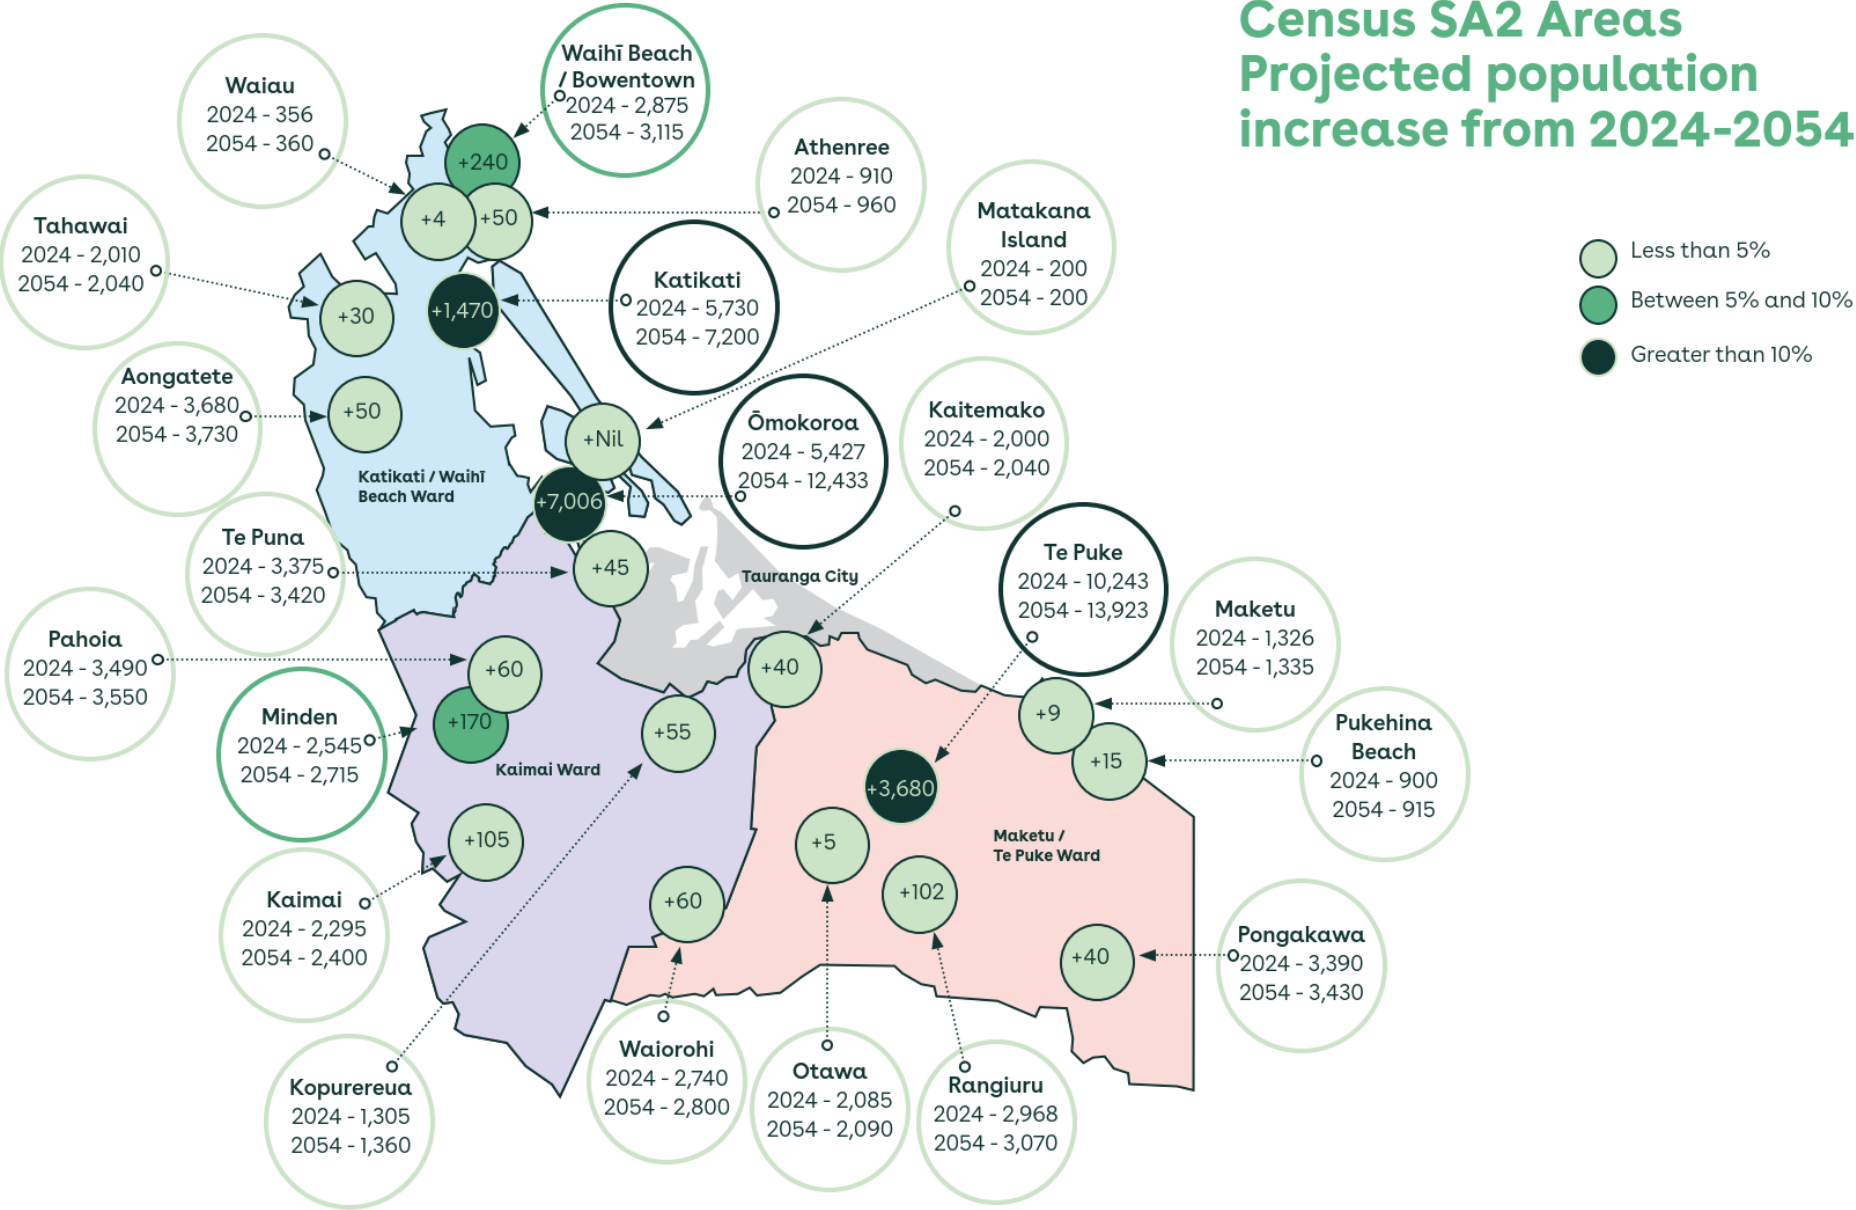 Census SA2 Areas
Projected population
increase from 2024-2054
Less than 5%
Between 5% and 10%
Greater than 10%
Waihī Beach
/ Bowentown
2024 - 2,875
2054 - 3,115
Waiau
2024 - 356
2054 - 360
Athenree
2024 - 910
2054 - 960
Matakana
Island
2024 - 200
2054 - 200
Tahawai
2024 - 2,010
2054 - 2,040
Katikati
2024 - 5,730
2054 - 7,200
Aongatete
2024 - 3,680
2054 - 3,730
Ōmokoroa
2024 - 5,427
2054 - 12,433
Kaitemako
2024 - 2,000
2054 - 2,040
Te Puna
2024 - 3,375
2054 - 3,420
Te Puke
2024 - 10,243
2054 - 13,923
Maketu
2024 - 1,326
2054 - 1,335
Pahoia
2024 - 3,490
2054 - 3,550
Minden
2024 - 2,545
2054 - 2,715
Pukehina
Beach
2024 - 900
2054 - 915
Kaimai
2024 - 2,295
2054 - 2,400
Pongakawa
2024 - 3,390
2054 - 3,430
Kopurereua
2024 - 1,305
2054 - 1,360
Waiorohi
2024 - 2,740
2054 - 2,800
Otawa
2024 - 2,085
2054 - 2,090
Rangiuru
2024 - 2,968
2054 - 3,070
+240
+4
+50
+30
+1,470
+50
+Nil
Katikati / Waihī
Beach Ward
+7,006
+45
Tauranga City
+60
+40
+170
+55
Kaimai Ward
+9
+15
+3,680
+105
+5
Maketu /
Te Puke Ward
+60
+102
+40